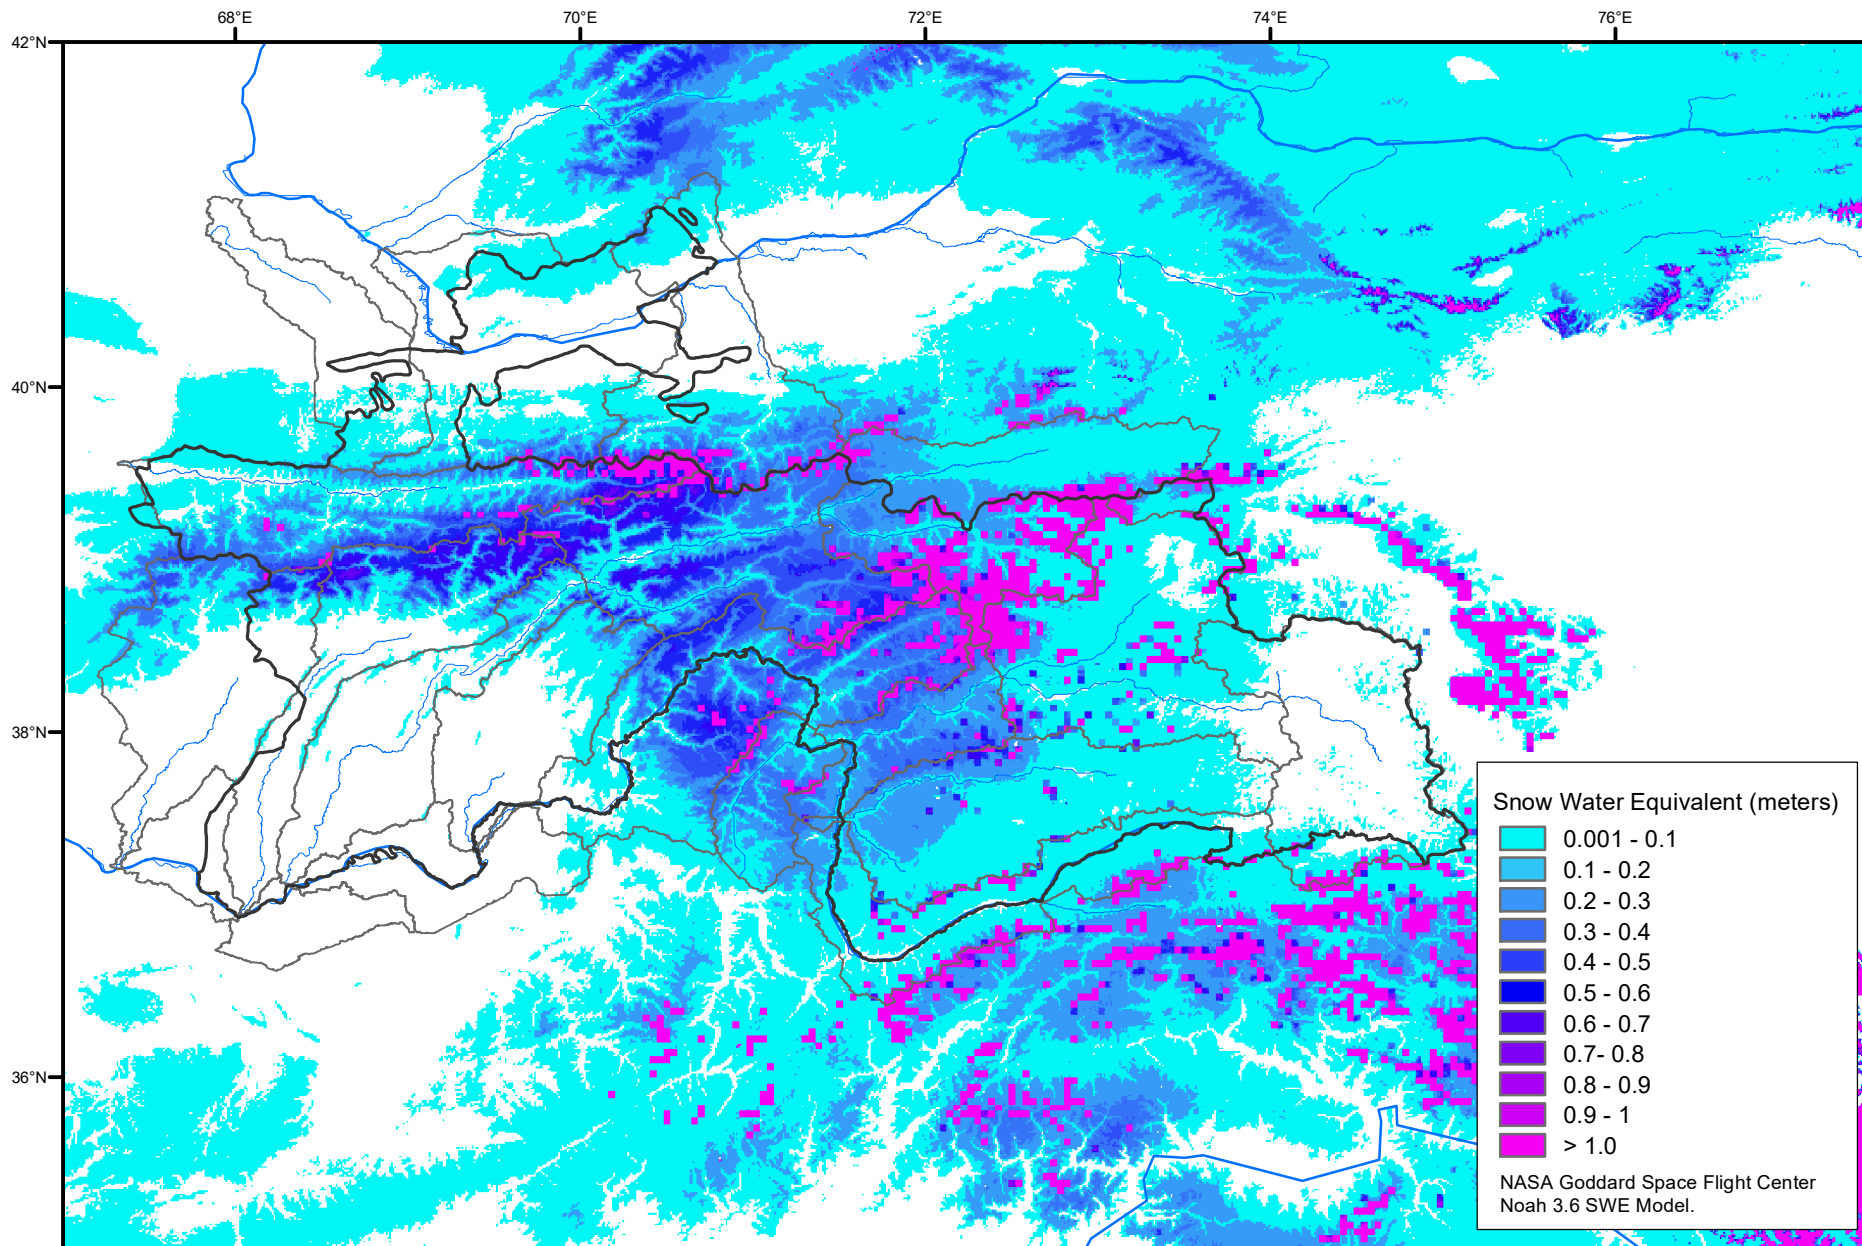 68°E
70°E
72°E
74°E
76°E
42°N
40°N
38°N
36°N
Snow Water Equivalent (meters)
0.001 - 0.1
0.1 - 0.2
0.2 - 0.3
0.3 - 0.4
0.4 - 0.5
0.5 - 0.6
0.6 - 0.7
0.7- 0.8
0.8 - 0.9
0.9 - 1
> 1.0
NASA Goddard Space Flight Center
Noah 3.6 SWE Model.